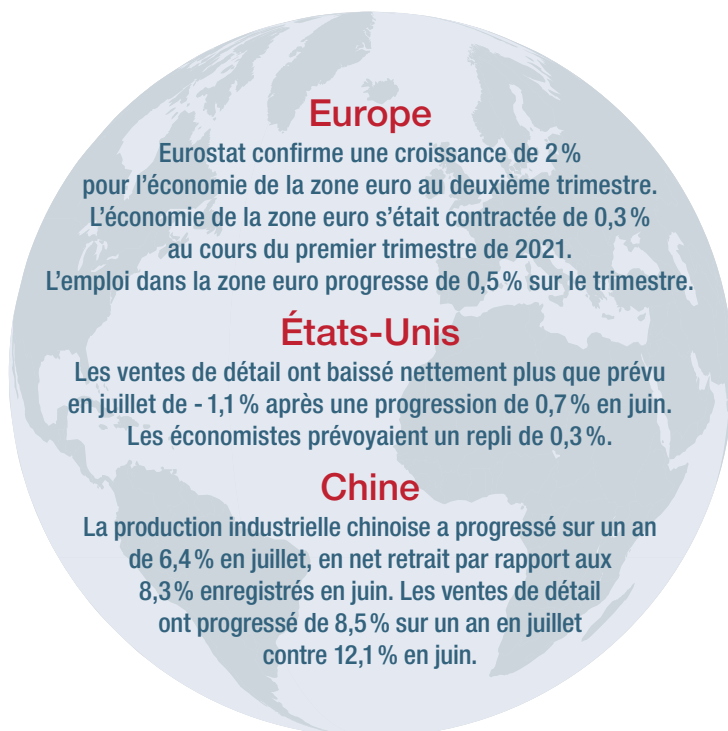 Europe
Eurostat confirme une croissance de 2 %
pour l’économie de la zone euro au deuxième trimestre.
L’économie de la zone euro s’était contractée de 0,3 %
au cours du premier trimestre de 2021.
L’emploi dans la zone euro progresse de 0,5 % sur le trimestre.
États-Unis
Les ventes de détail ont baissé nettement plus que prévu
en juillet de - 1,1 % après une progression de 0,7 % en juin.
Les économistes prévoyaient un repli de 0,3 %.
Chine
La production industrielle chinoise a progressé sur un an
de 6,4 % en juillet, en net retrait par rapport aux
8,3 % enregistrés en juin. Les ventes de détail
ont progressé de 8,5 % sur un an en juillet
contre 12,1 % en juin.